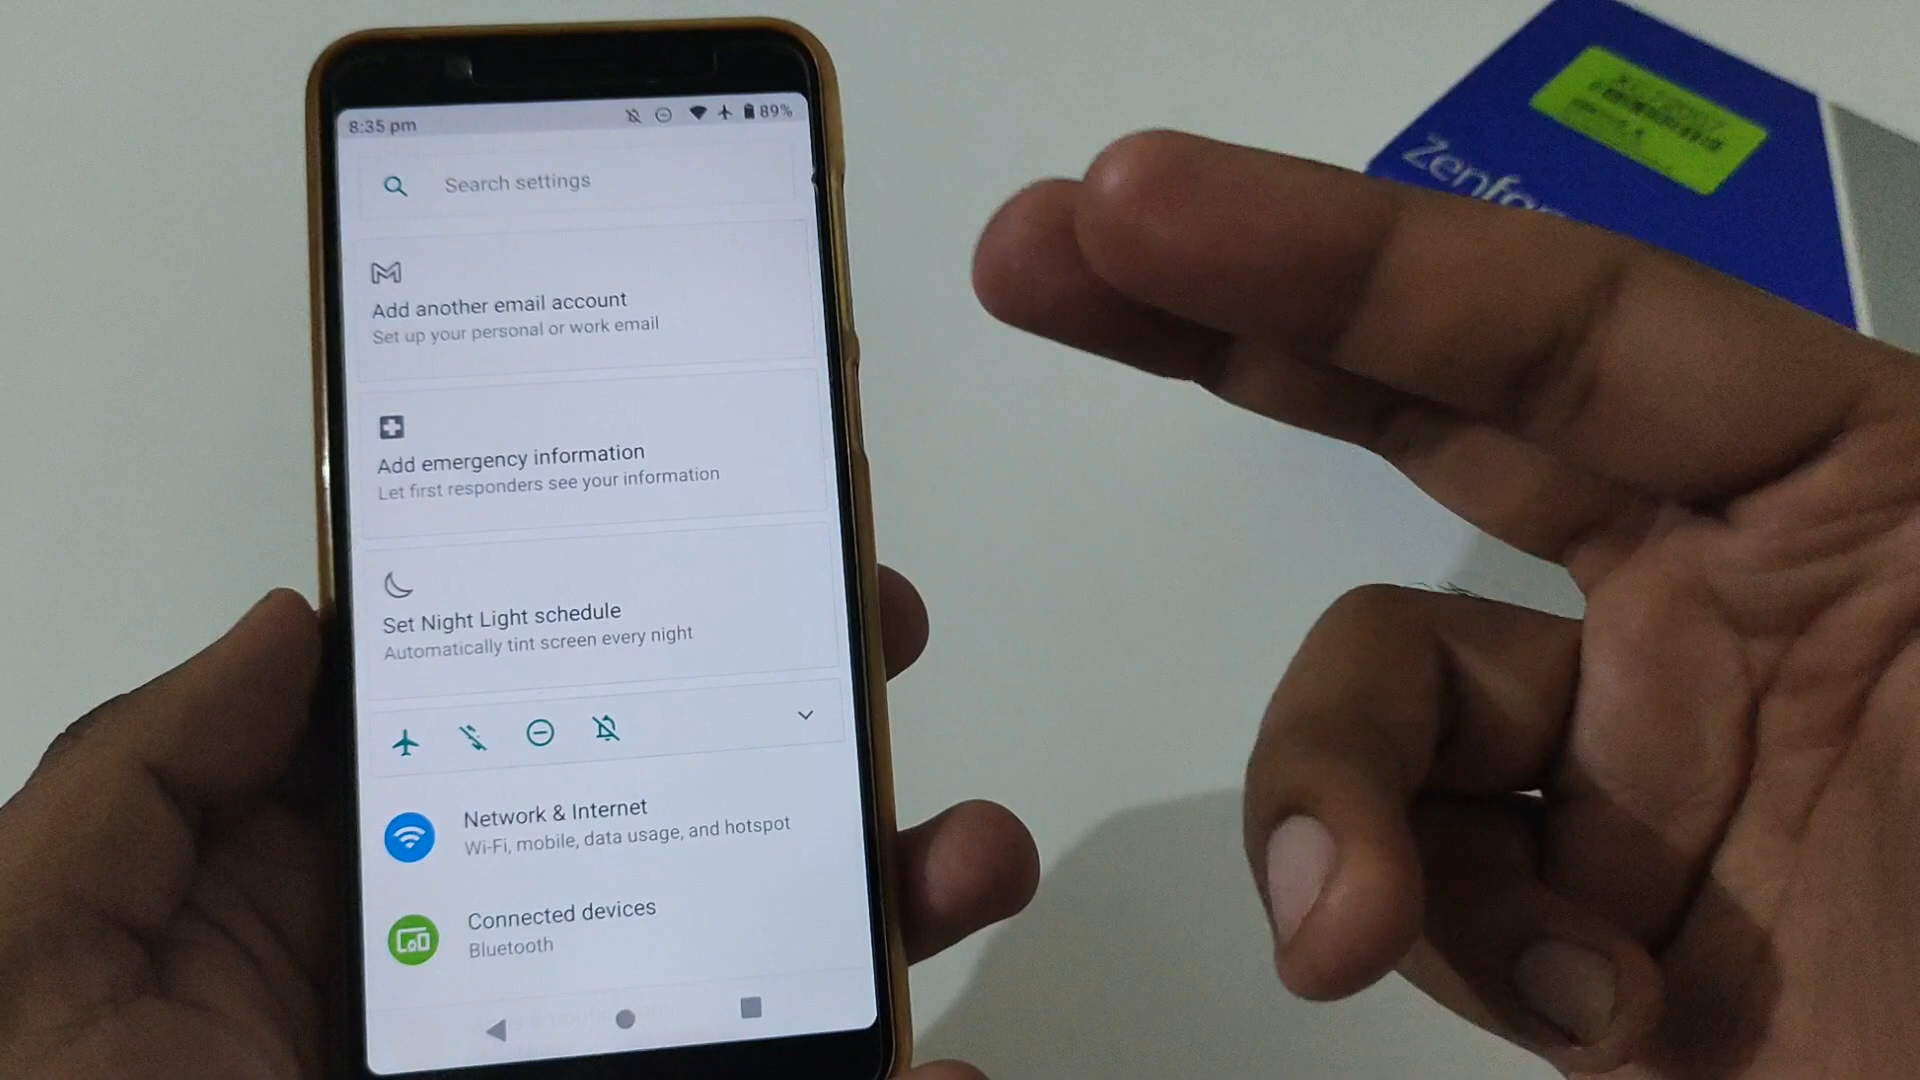 8:35 pm
89%
Search settings
Add another email account
Set up your personal or work email
Add emergency information
Let first responders see your information
Set Night Light schedule
Automatically tint screen every night
Network & Internet
Wi-Fi, mobile, data usage, and hotspot
Connected devices
Bluetooth